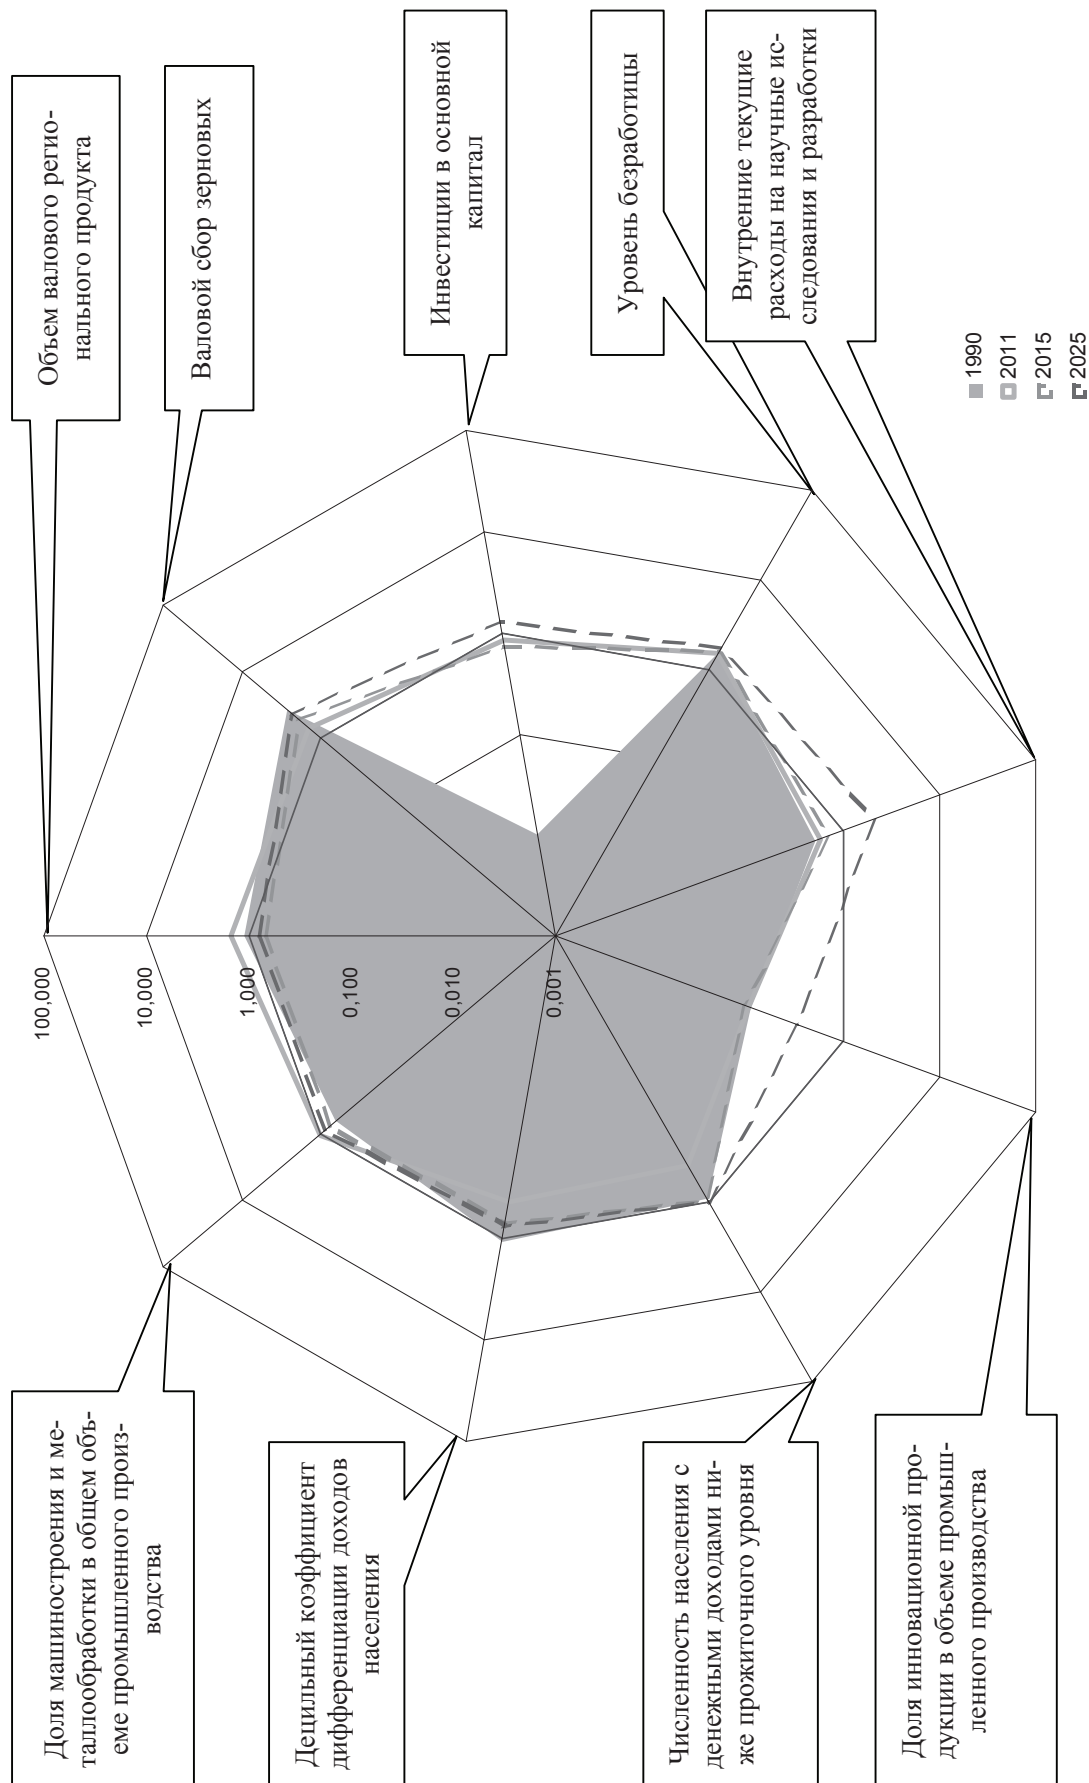 Объем валового регио-
нального продукта
Валовой сбор зерновых
Инвестиции в основной
капитал
Уровень безработицы
Внутренние текущие
расходы на научные ис-
следования и разработки
Доля инновационной про-
дукции в объеме промыш-
ленного производства
Численность населения с
денежными доходами ни-
же прожиточного уровня
Децильный коэффициент
дифференциации доходов
населения
Доля машиностроения и ме-
таллообработки в общем объ-
еме промышленного произ-
водства
100,000
10,000
1,000
0,100
0,010
0,001
1990
2011
2015
2025